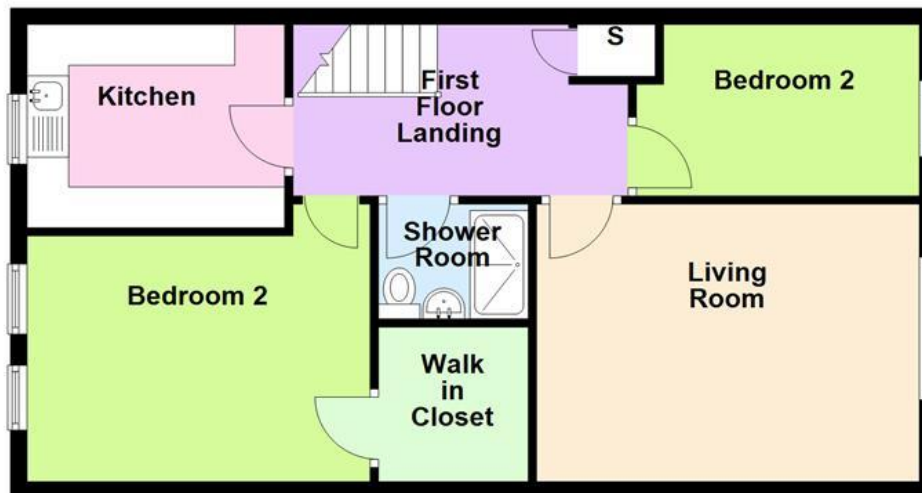 Kitchen
First
Floor
Landing
S
Bedroom 2
Bedroom 2
Shower
Room
Living
Room
Walk
in
Closet